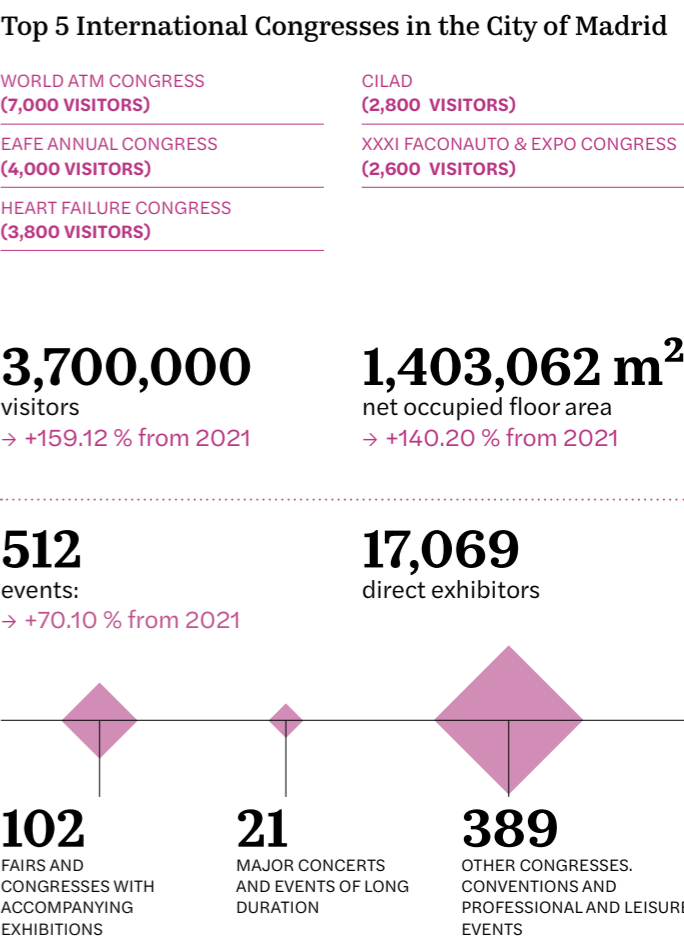 Top 5 International Congresses in the City of Madrid
WORLD ATM CONGRESS
(7,000 VISITORS)
EAFE ANNUAL CONGRESS
(4,000 VISITORS)
HEART FAILURE CONGRESS
(3,800 VISITORS)
CILAD
(2,800 VISITORS)
XXXI FACONAUTO & EXPO CONGRESS
(2,600 VISITORS)
3,700,000
visitors
→ +159.12 % from 2021
1,403,062 m²
net occupied floor area
→ +140.20 % from 2021
512
events:
→ +70.10 % from 2021
17,069
direct exhibitors
102
FAIRS AND
CONGRESSES WITH
ACCOMPANYING
EXHIBITIONS
21
MAJOR CONCERTS
AND EVENTS OF LONG
DURATION
389
OTHER CONGRESSES.
CONVENTIONS AND
PROFESSIONAL AND LEISURE
EVENTS